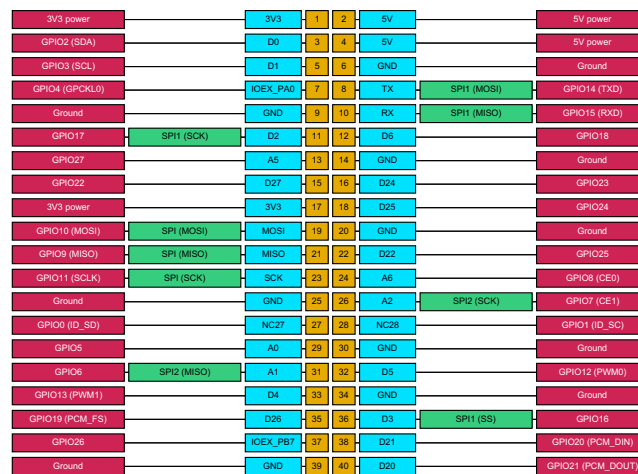 3V3 power 3V3 1 2 5V 5V power
GPIO2 (SDA) D0 3 4 5V 5V power
GPIO3 (SCL) D1 5 6 GND Ground
GPIO4 (GPCKL0) IOEX_PA0 7 8 TX SPI1 (MOSI) GPIO14 (TXD)
Ground GND 9 10 RX SPI1 (MISO) GPIO15 (RXD)
GPIO17 SPI1 (SCK) D2 11 12 D6 GPIO18
GPIO27 A5 13 14 GND Ground
GPIO22 D27 15 16 D24 GPIO23
3V3 power 3V3 17 18 D25 GPIO24
GPIO10 (MOSI) SPI (MOSI) MOSI 19 20 GND Ground
GPIO9 (MISO) SPI (MISO) MISO 21 22 D22 GPIO25
GPIO11 (SCLK) SPI (SCK) SCK 23 24 A6 GPIO8 (CE0)
Ground GND 25 26 A2 SPI2 (SCK) GPIO7 (CE1)
GPIO0 (ID_SD) NC27 27 28 NC28 GPIO1 (ID_SC)
GPIO5 A0 29 30 GND Ground
GPIO6 SPI2 (MISO) A1 31 32 D5 GPIO12 (PWM0)
GPIO13 (PWM1) D4 33 34 GND Ground
GPIO19 (PCM_FS) D26 35 36 D3 SPI1 (SS) GPIO16
GPIO26 IOEX_PB7 37 38 D21 GPIO20 (PCM_DIN)
Ground GND 39 40 D20 GPIO21 (PCM_DOUT)